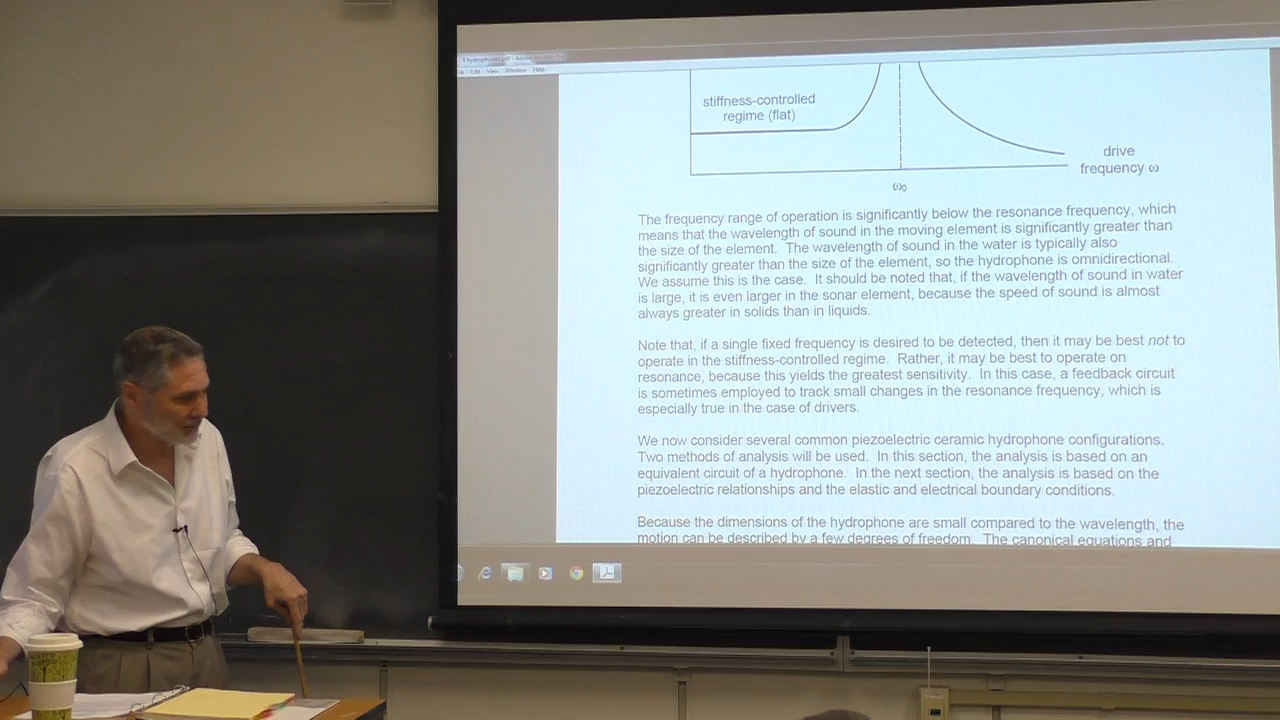 8 hydrophones.pdf - Adobe
Edit View Window Help
stiffness-controlled
regime (flat)
drive
frequency ω
ω₀
The frequency range of operation is significantly below the resonance frequency, which
means that the wavelength of sound in the moving element is significantly greater than
the size of the element. The wavelength of sound in the water is typically also
significantly greater than the size of the element, so the hydrophone is omnidirectional.
We assume this is the case. It should be noted that, if the wavelength of sound in water
is large, it is even larger in the sonar element, because the speed of sound is almost
always greater in solids than in liquids.
Note that, if a single fixed frequency is desired to be detected, then it may be best not to
operate in the stiffness-controlled regime. Rather, it may be best to operate on
resonance, because this yields the greatest sensitivity. In this case, a feedback circuit
is sometimes employed to track small changes in the resonance frequency, which is
especially true in the case of drivers.
We now consider several common piezoelectric ceramic hydrophone configurations.
Two methods of analysis will be used. In this section, the analysis is based on an
equivalent circuit of a hydrophone. In the next section, the analysis is based on the
piezoelectric relationships and the elastic and electrical boundary conditions.
Because the dimensions of the hydrophone are small compared to the wavelength, the
motion can be described by a few degrees of freedom. The canonical equations and